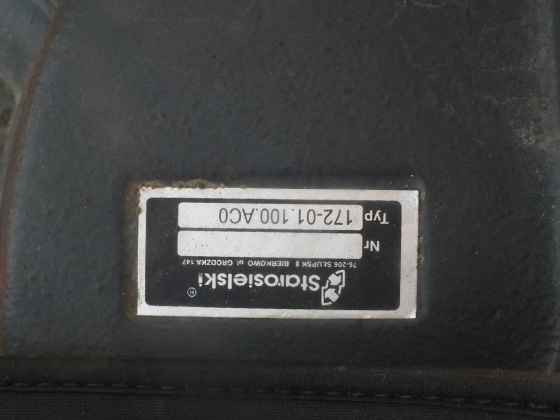 Starosielski ®
76-206 SŁUPSK 8 BIERKOWO ul. GRODZKA 147
Nr
Typ 172-01.100.AC0